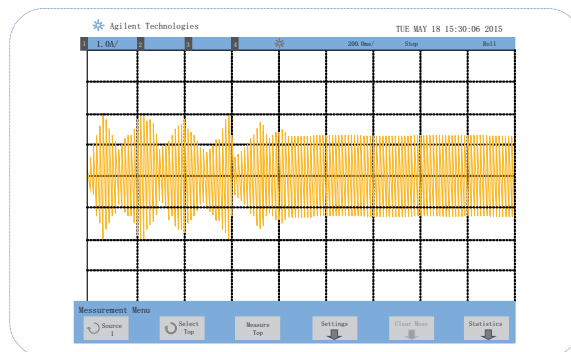 Agilent Technologies
TUE MAY 18 15:30:06 2015
1 1.0A/ 2 3 4 200.0ms/ Stop Roll
Messurement Menu
Source
1
Select
Top
Measure
Top
Settings
Clear Meas
Statistics